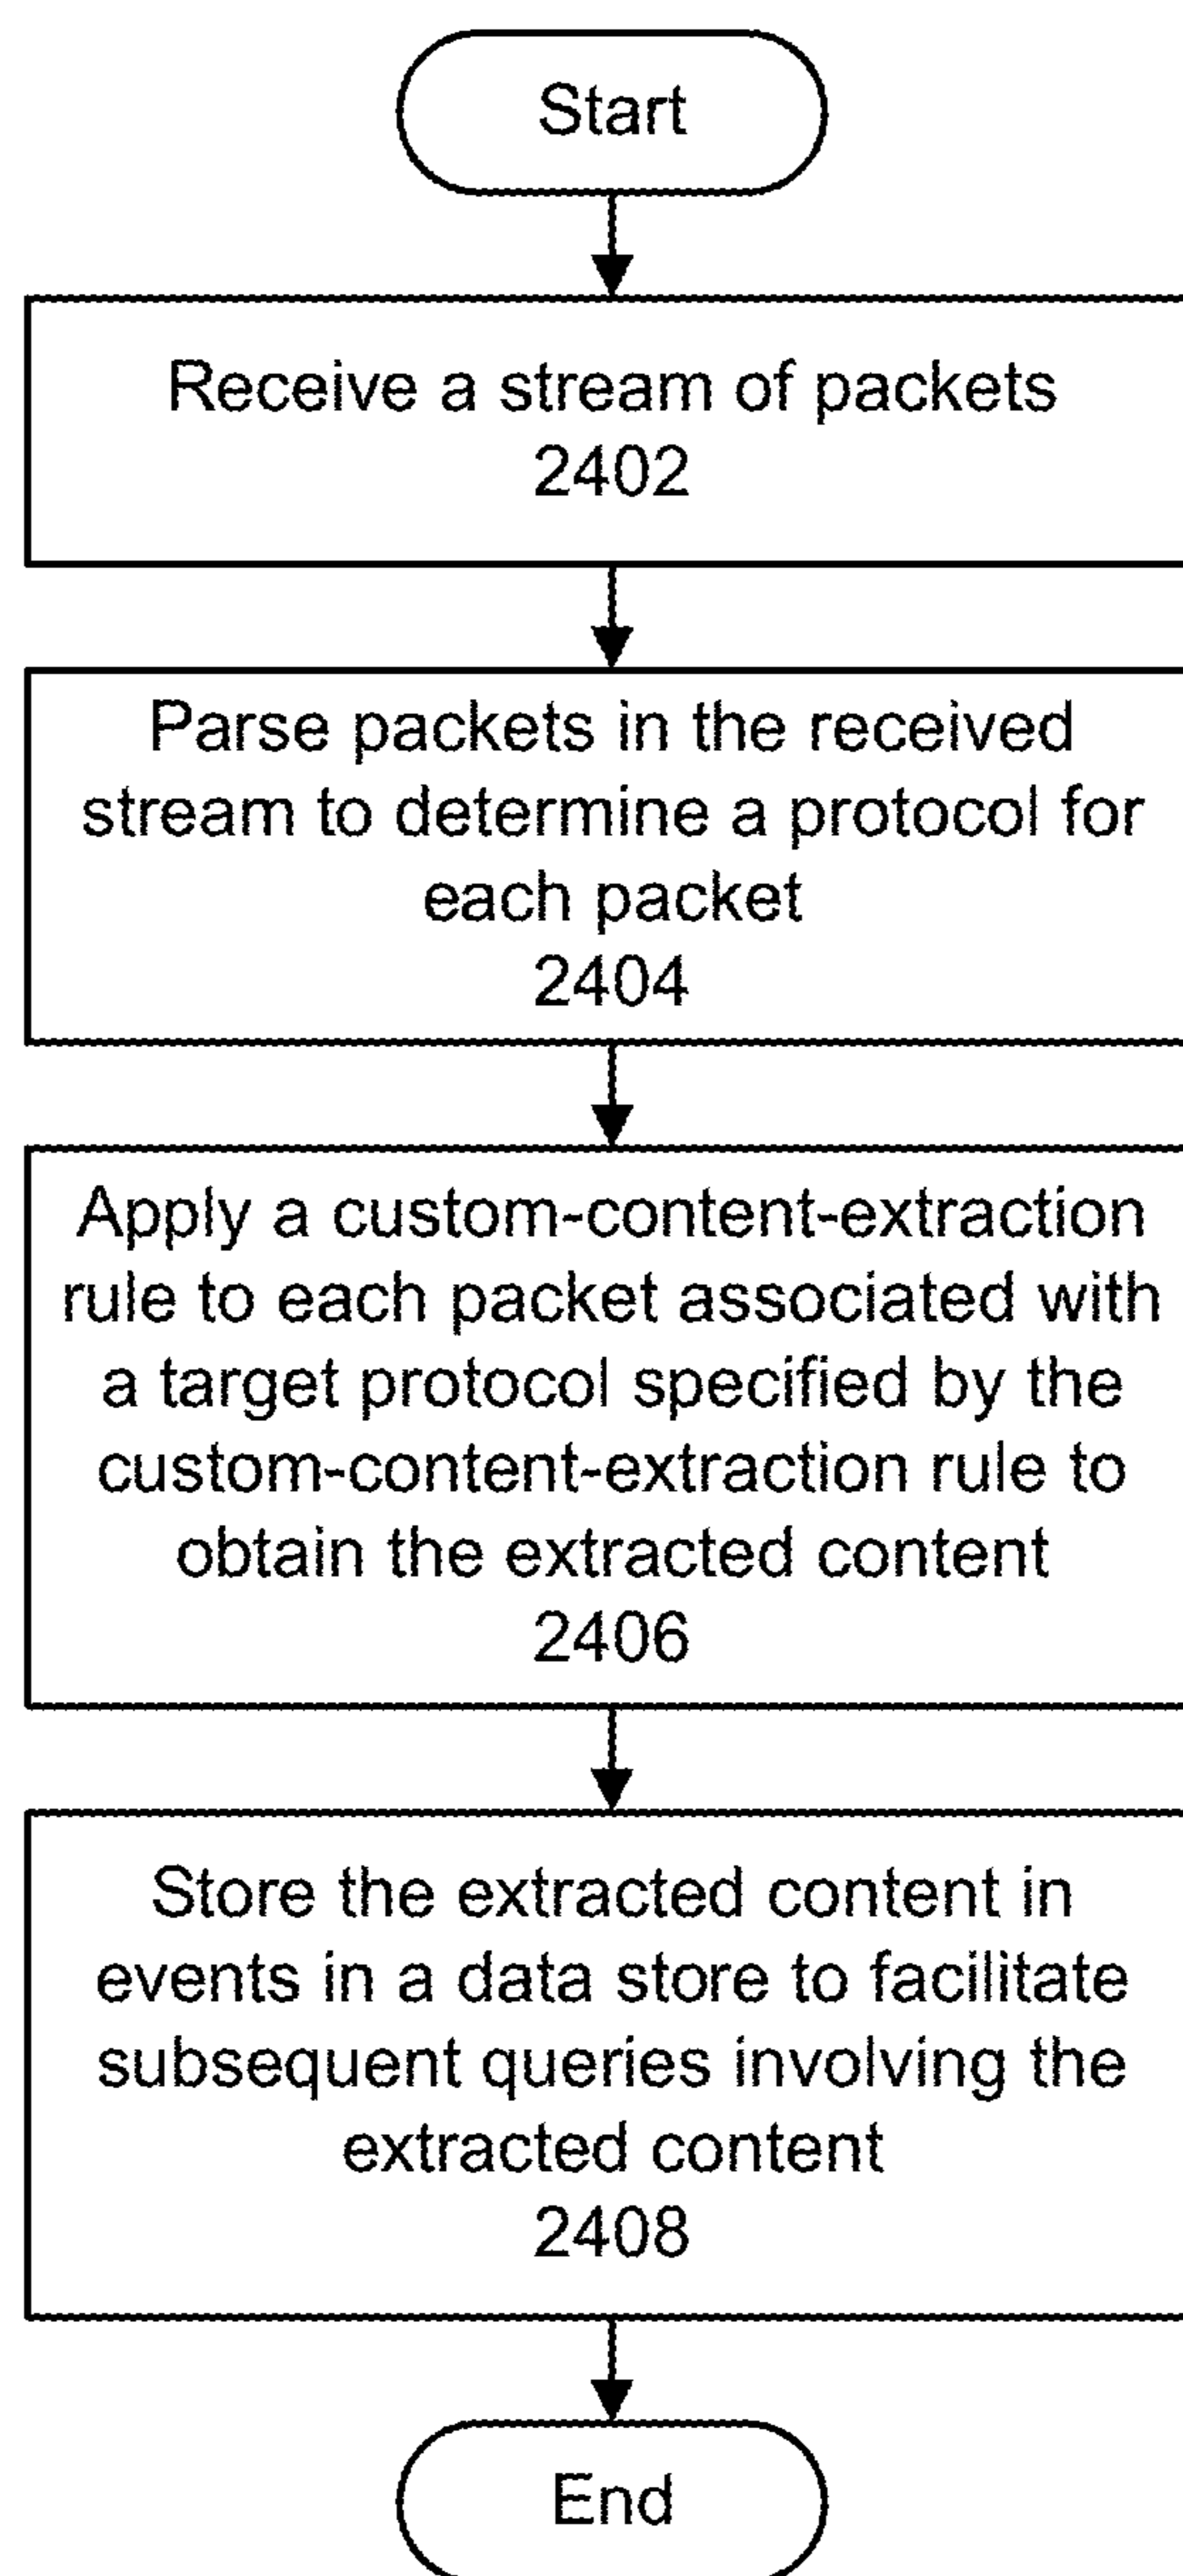 Start
Receive a stream of packets
2402
Parse packets in the received
stream to determine a protocol for
each packet
2404
Apply a custom-content-extraction
rule to each packet associated with
a target protocol specified by the
custom-content-extraction rule to
obtain the extracted content
2406
Store the extracted content in
events in a data store to facilitate
subsequent queries involving the
extracted content
2408
End